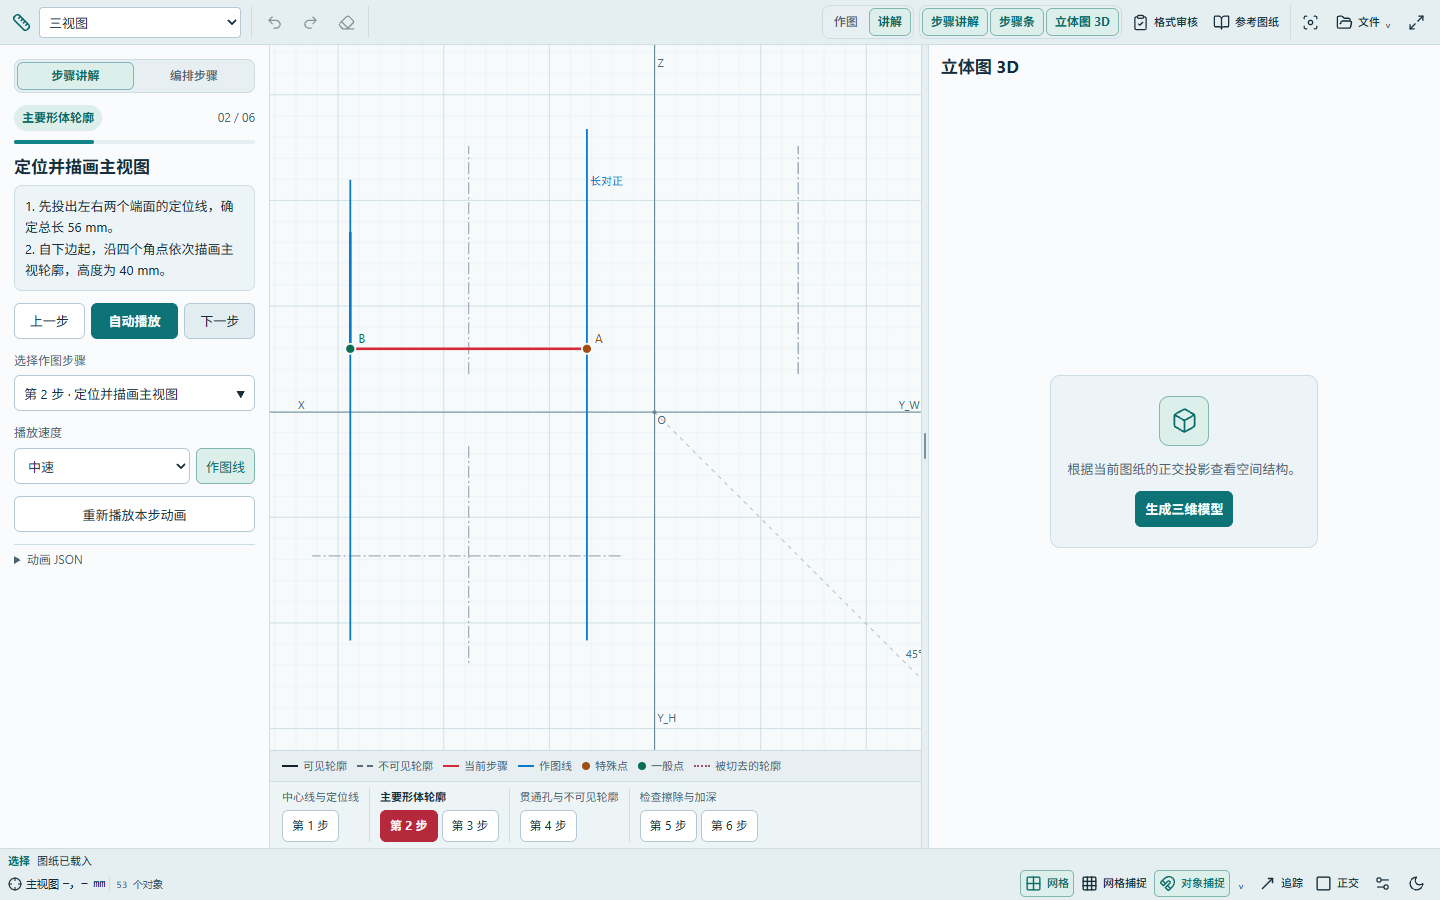 三视图
作图
讲解
步骤讲解
步骤条
立体图 3D
格式审核
参考图纸
文件
步骤讲解
编排步骤
主要形体轮廓
02 / 06
定位并描画主视图
1. 先投出左右两个端面的定位线，确
定总长 56 mm。
2. 自下边起，沿四个角点依次描画主
视轮廓，高度为 40 mm。
上一步
自动播放
下一步
选择作图步骤
第 2 步 · 定位并描画主视图
播放速度
中速
作图线
重新播放本步动画
动画 JSON
Z
长对正
B
A
X
Y_W
O
45°
Y_H
可见轮廓
不可见轮廓
当前步骤
作图线
特殊点
一般点
被切去的轮廓
中心线与定位线
主要形体轮廓
贯通孔与不可见轮廓
检查擦除与加深
第 1 步
第 2 步
第 3 步
第 4 步
第 5 步
第 6 步
立体图 3D
根据当前图纸的正交投影查看空间结构。
生成三维模型
选择 图纸已载入
主视图 —, — mm 53 个对象
网格
网格捕捉
对象捕捉
追踪
正交